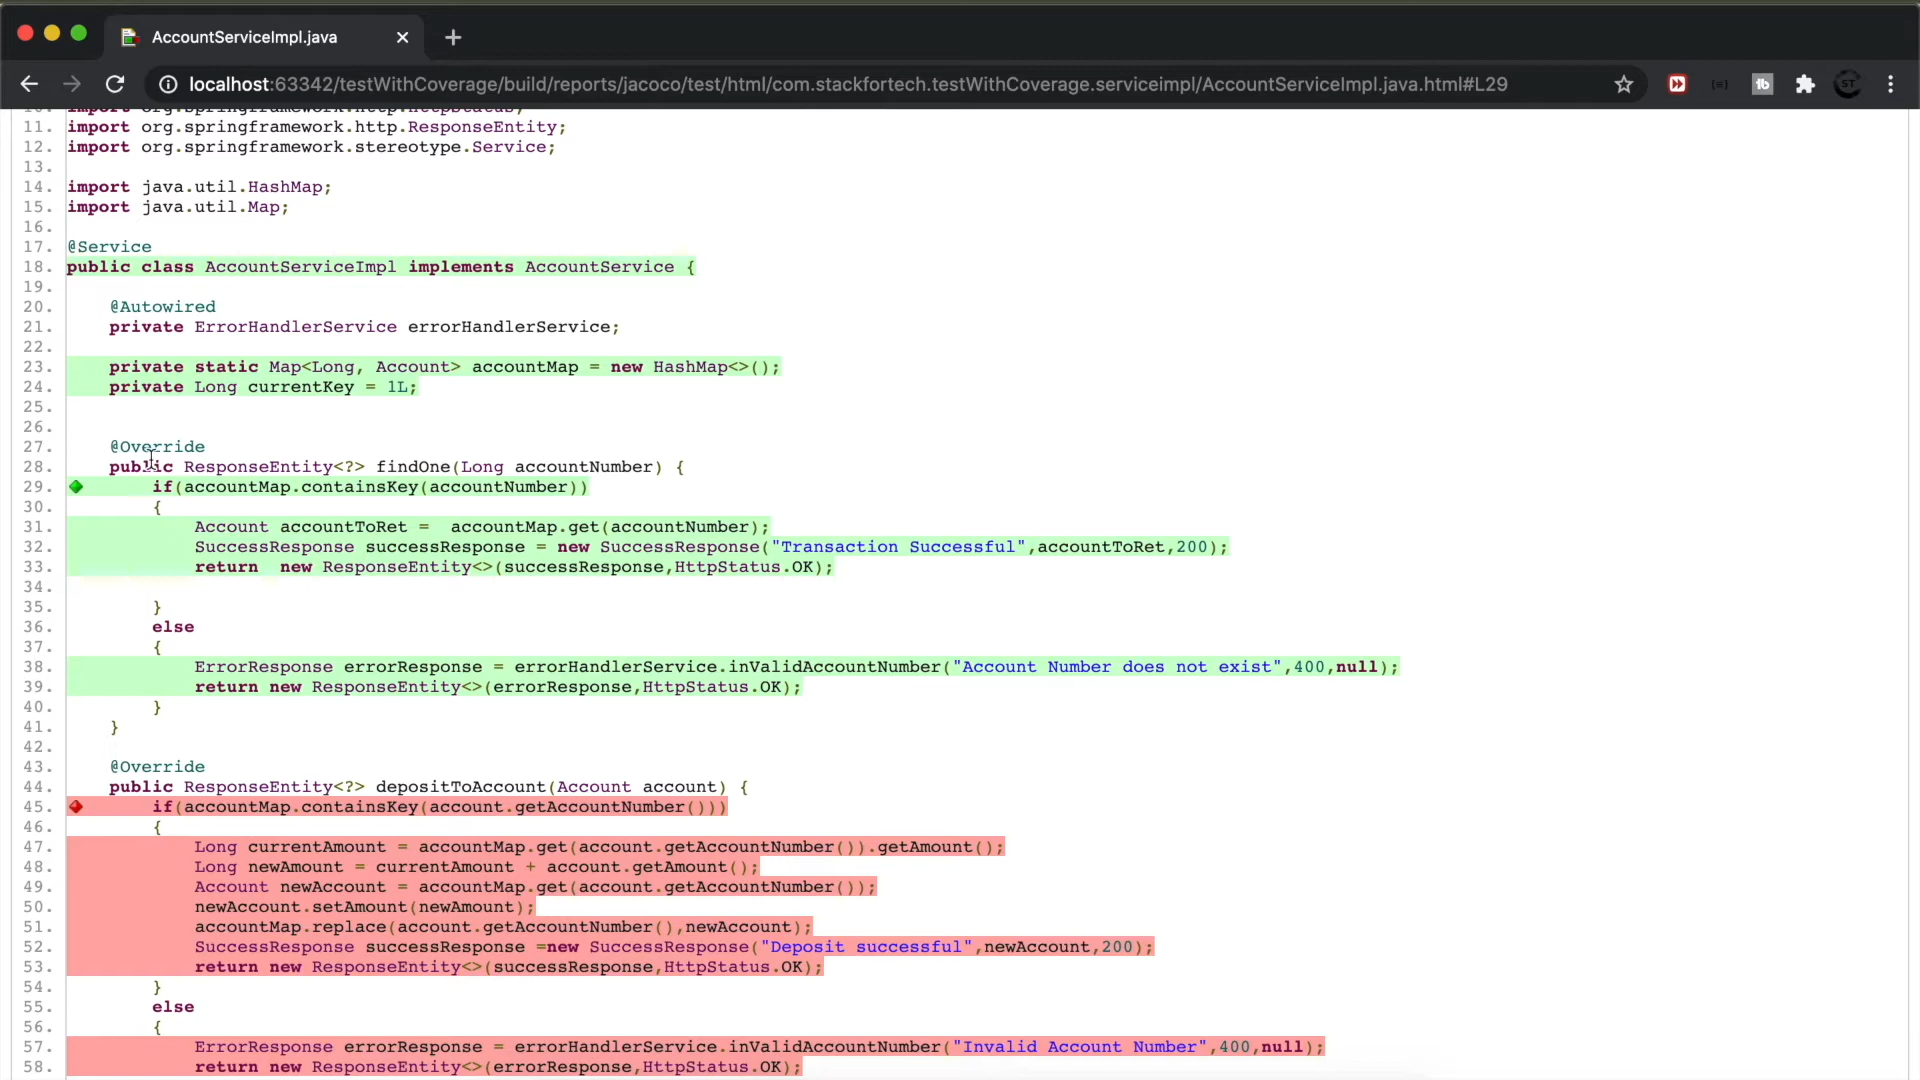 AccountServiceImpl.java
localhost:63342/testWithCoverage/build/reports/jacoco/test/html/com.stackfortech.testWithCoverage.serviceimpl/AccountServiceImpl.java.html#L29
10. import org.springframework.http.HttpStatus;
11. import org.springframework.http.ResponseEntity;
12. import org.springframework.stereotype.Service;
13.
14. import java.util.HashMap;
15. import java.util.Map;
16.
17. @Service
18. public class AccountServiceImpl implements AccountService {
19.
20.     @Autowired
21.     private ErrorHandlerService errorHandlerService;
22.
23.     private static Map<Long, Account> accountMap = new HashMap<>();
24.     private Long currentKey = 1L;
25.
26.
27.     @Override
28.     public ResponseEntity<?> findOne(Long accountNumber) {
29.         if(accountMap.containsKey(accountNumber))
30.         {
31.             Account accountToRet =  accountMap.get(accountNumber);
32.             SuccessResponse successResponse = new SuccessResponse("Transaction Successful",accountToRet,200);
33.             return  new ResponseEntity<>(successResponse,HttpStatus.OK);
34.
35.         }
36.         else
37.         {
38.             ErrorResponse errorResponse = errorHandlerService.inValidAccountNumber("Account Number does not exist",400,null);
39.             return new ResponseEntity<>(errorResponse,HttpStatus.OK);
40.         }
41.     }
42.
43.     @Override
44.     public ResponseEntity<?> depositToAccount(Account account) {
45.         if(accountMap.containsKey(account.getAccountNumber()))
46.         {
47.             Long currentAmount = accountMap.get(account.getAccountNumber()).getAmount();
48.             Long newAmount = currentAmount + account.getAmount();
49.             Account newAccount = accountMap.get(account.getAccountNumber());
50.             newAccount.setAmount(newAmount);
51.             accountMap.replace(account.getAccountNumber(),newAccount);
52.             SuccessResponse successResponse =new SuccessResponse("Deposit successful",newAccount,200);
53.             return new ResponseEntity<>(successResponse,HttpStatus.OK);
54.         }
55.         else
56.         {
57.             ErrorResponse errorResponse = errorHandlerService.inValidAccountNumber("Invalid Account Number",400,null);
58.             return new ResponseEntity<>(errorResponse,HttpStatus.OK);